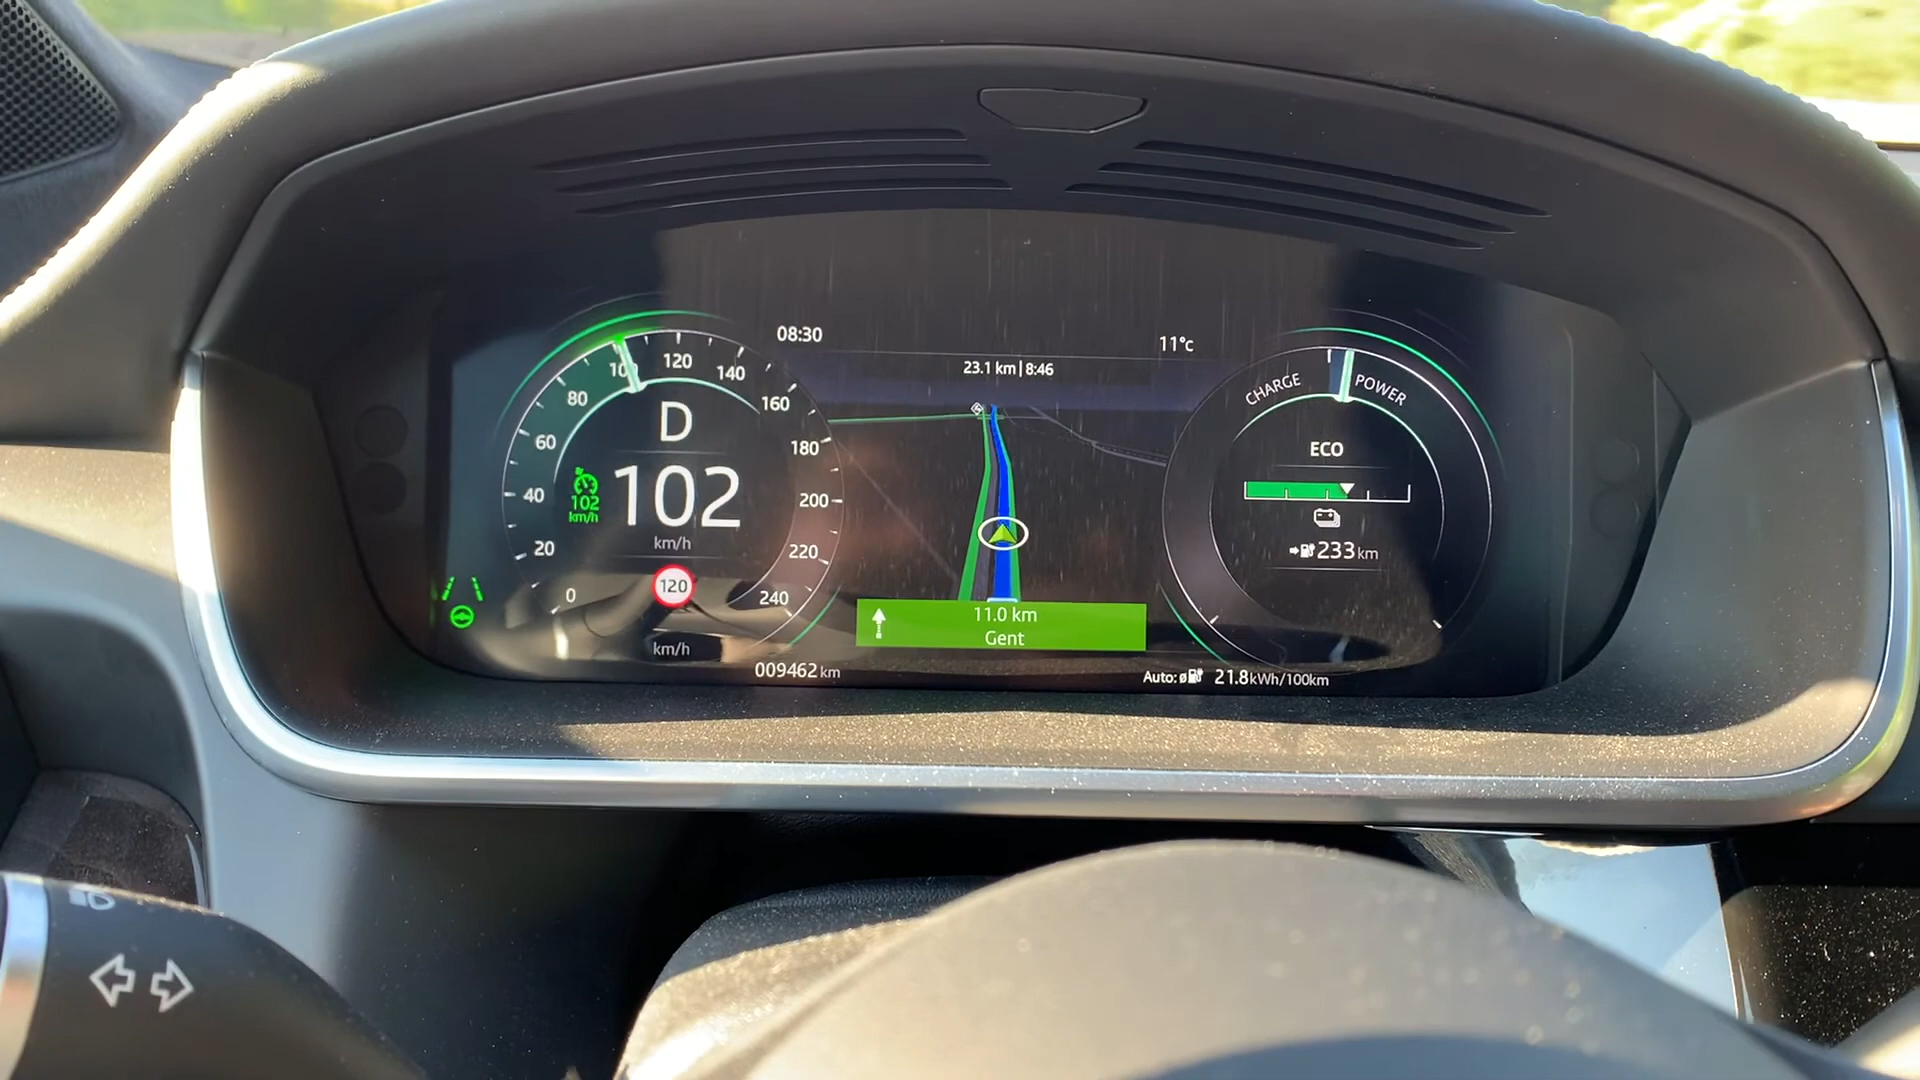 08:30
11°c
23.1 km | 8:46
0
20
40
60
80
100
120
140
160
180
200
220
240
D
102
km/h
102
km/h
120
km/h
009462 km
11.0 km
Gent
CHARGE
POWER
ECO
233 km
Auto: ø 21.8 kWh/100km